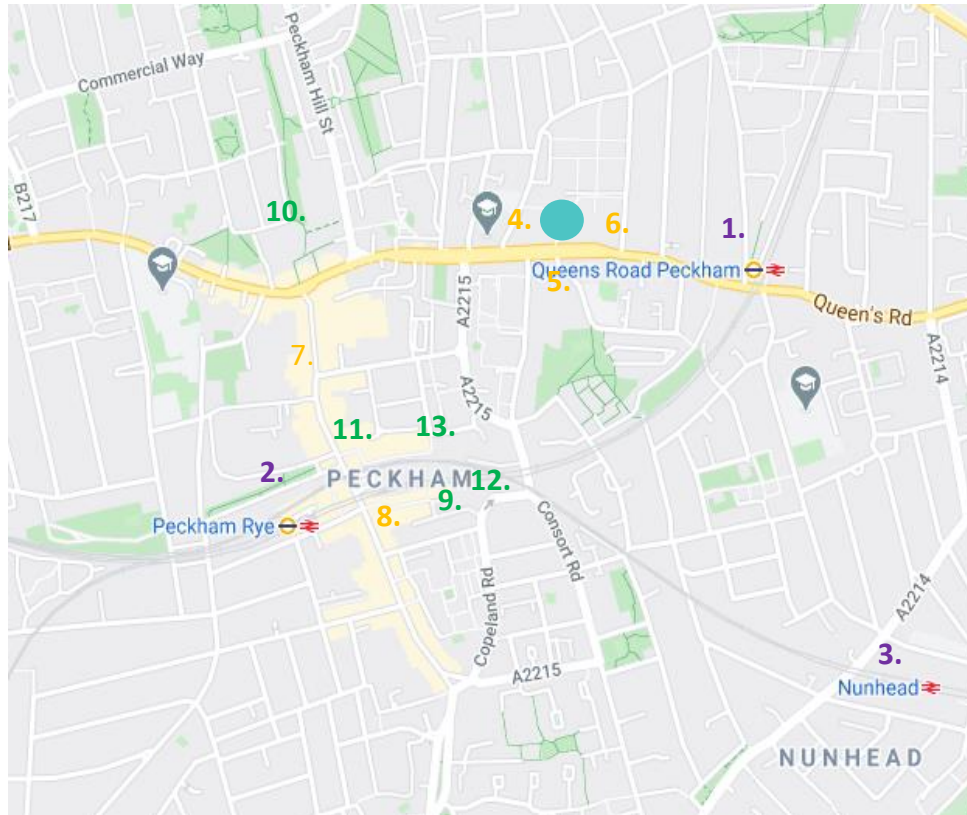 Commercial Way
Peckham Hill St
B217
10.
4.
6.
1.
Queens Road Peckham
5.
Queen's Rd
A2215
A2214
7.
A2215
11.
13.
2.
PECKHAM
12.
9.
8.
Peckham Rye
Consort Rd
Copeland Rd
A2214
A2215
3.
Nunhead
NUNHEAD